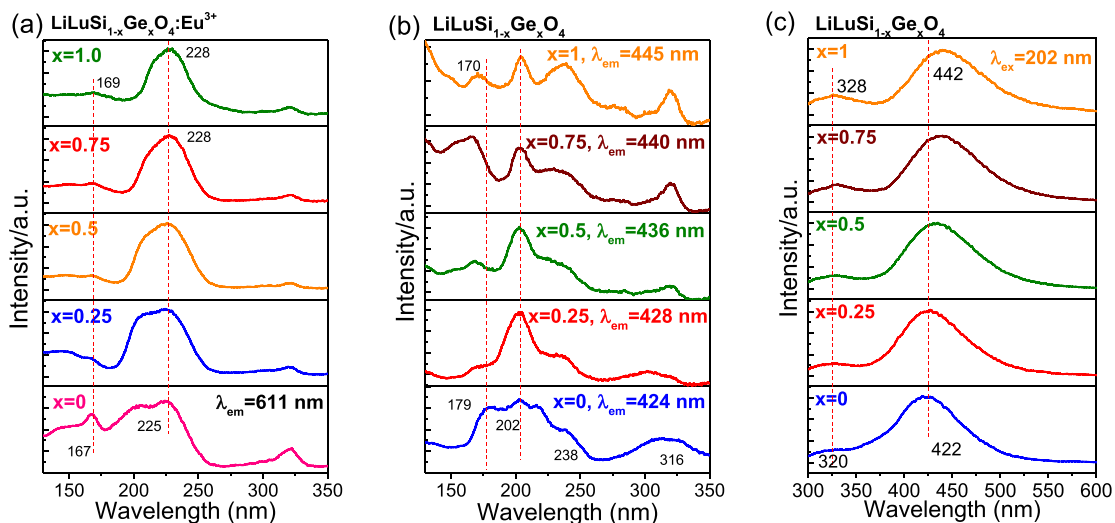 (a)
LiLuSi1-xGexO4:Eu3+
x=1.0
169
228
x=0.75
228
x=0.5
x=0.25
x=0
λem=611 nm
225
167
150 200 250 300 350
Wavelength (nm)
Intensity/a.u.
(b)
LiLuSi1-xGexO4
170
x=1, λem=445 nm
x=0.75, λem=440 nm
x=0.5, λem=436 nm
x=0.25, λem=428 nm
x=0, λem=424 nm
179
202
238
316
150 200 250 300 350
Wavelength (nm)
Intensity/a.u.
(c)
LiLuSi1-xGexO4
x=1
λex=202 nm
328
442
x=0.75
x=0.5
x=0.25
x=0
320
422
300 350 400 450 500 550 600
Wavelength (nm)
Intensity/a.u.